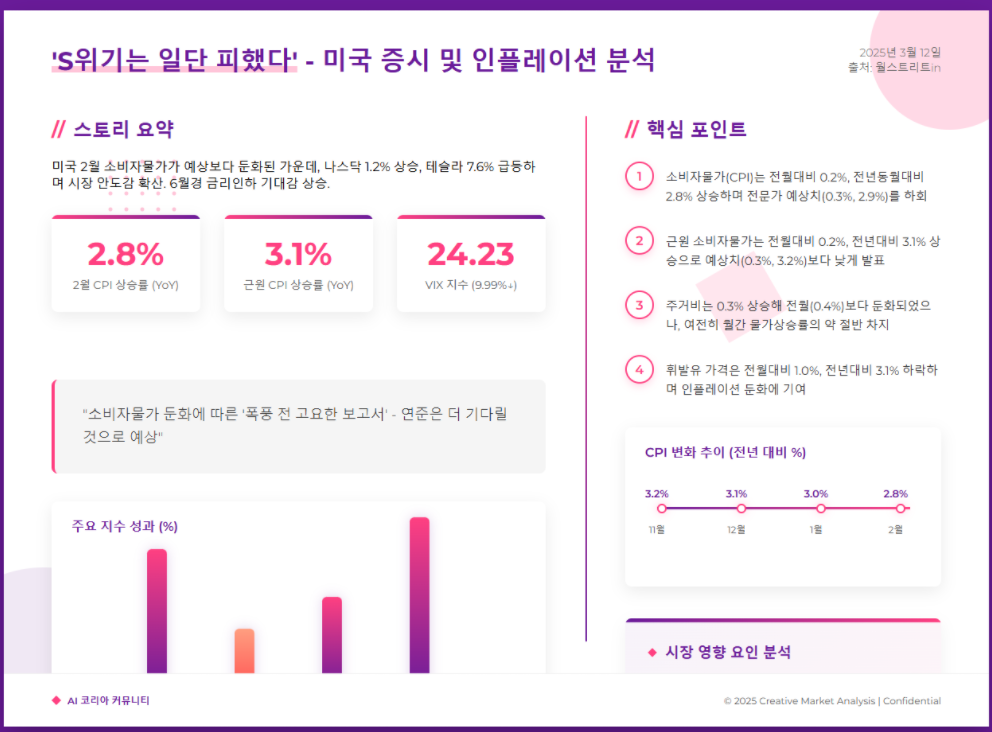 'S위기는 일단 피했다' - 미국 증시 및 인플레이션 분석
2025년 3월 12일
출처: 월스트리트in
// 스토리 요약
미국 2월 소비자물가가 예상보다 둔화된 가운데, 나스닥 1.2% 상승, 테슬라 7.6% 급등하
며 시장 안도감 확산. 6월경 금리인하 기대감 상승.
2.8%
2월 CPI 상승률 (YoY)
3.1%
근원 CPI 상승률 (YoY)
24.23
VIX 지수 (9.99%↓)
"소비자물가 둔화에 따른 '폭풍 전 고요한 보고서' - 연준은 더 기다릴
것으로 예상"
주요 지수 성과 (%)
// 핵심 포인트
1
소비자물가(CPI)는 전월대비 0.2%, 전년동월대비
2.8% 상승하며 전문가 예상치(0.3%, 2.9%)를 하회
2
근원 소비자물가는 전월대비 0.2%, 전년대비 3.1% 상
승으로 예상치(0.3%, 3.2%)보다 낮게 발표
3
주거비는 0.3% 상승해 전월(0.4%)보다 둔화되었으
나, 여전히 월간 물가상승률의 약 절반 차지
4
휘발유 가격은 전월대비 1.0%, 전년대비 3.1% 하락하
며 인플레이션 둔화에 기여
CPI 변화 추이 (전년 대비 %)
3.2% 3.1% 3.0% 2.8%
11월 12월 1월 2월
시장 영향 요인 분석
AI 코리아 커뮤니티
© 2025 Creative Market Analysis | Confidential